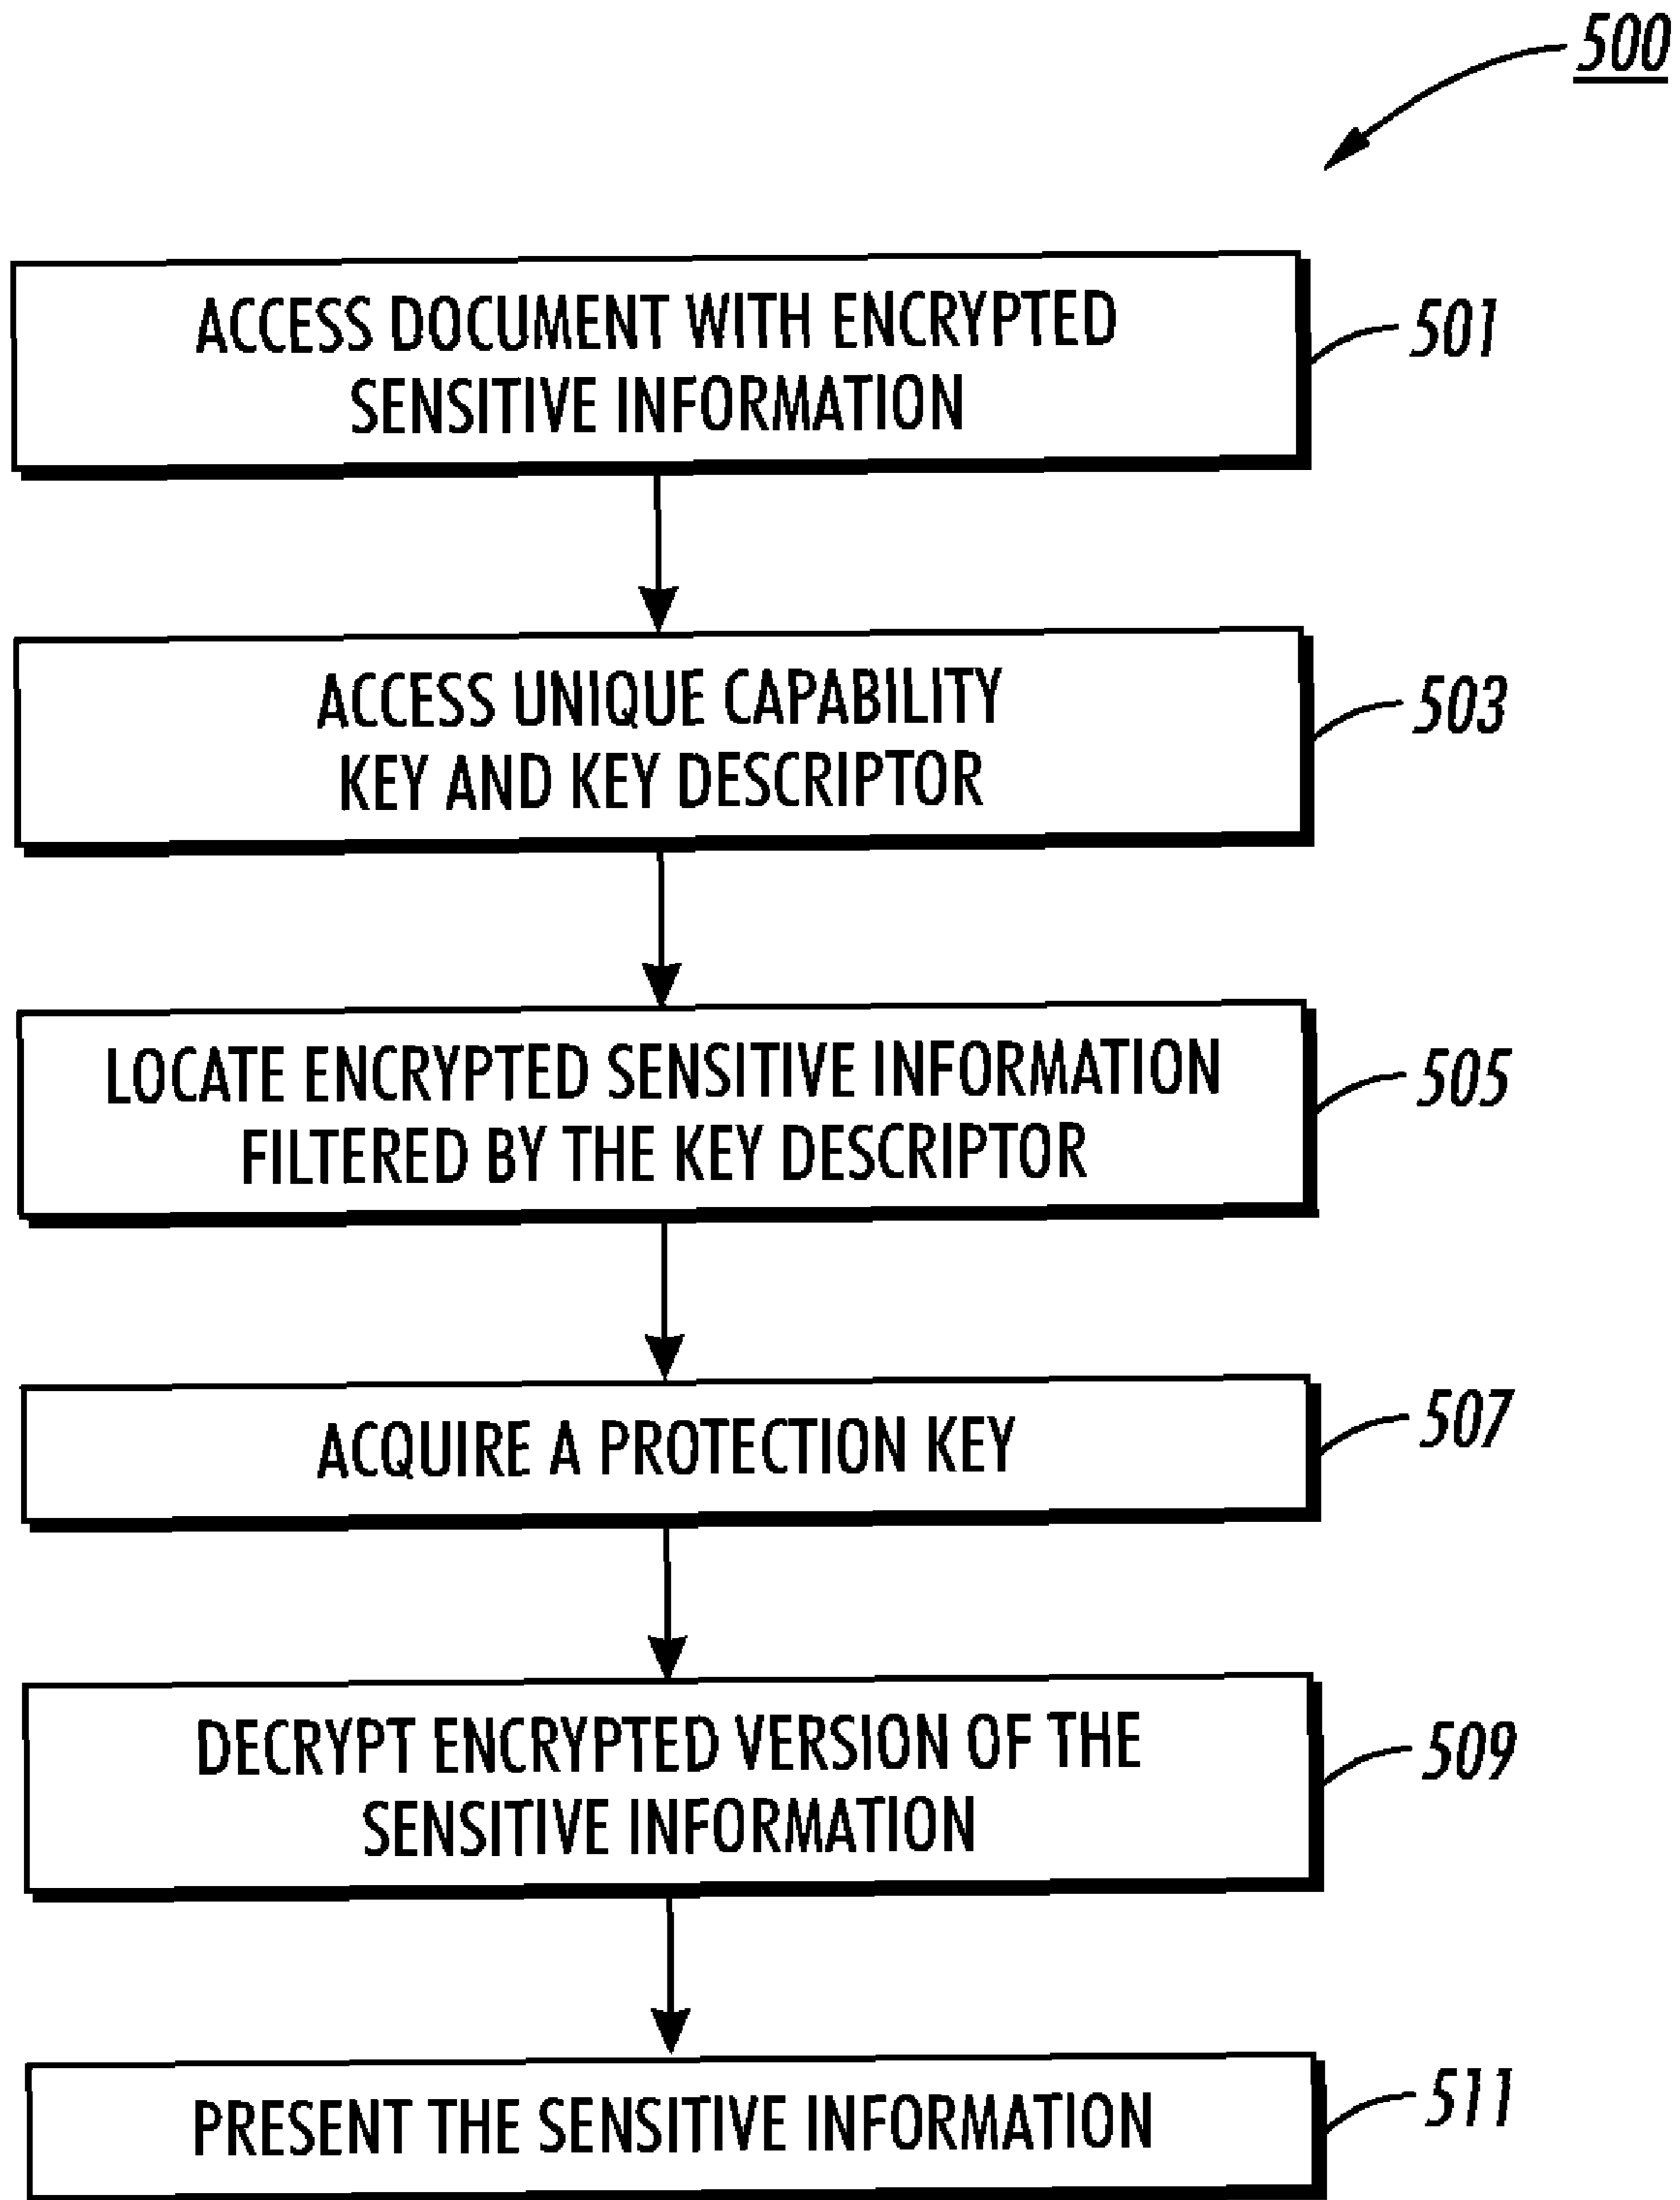 500
ACCESS DOCUMENT WITH ENCRYPTED
SENSITIVE INFORMATION
501
ACCESS UNIQUE CAPABILITY
KEY AND KEY DESCRIPTOR
503
LOCATE ENCRYPTED SENSITIVE INFORMATION
FILTERED BY THE KEY DESCRIPTOR
505
ACQUIRE A PROTECTION KEY
507
DECRYPT ENCRYPTED VERSION OF THE
SENSITIVE INFORMATION
509
PRESENT THE SENSITIVE INFORMATION
511